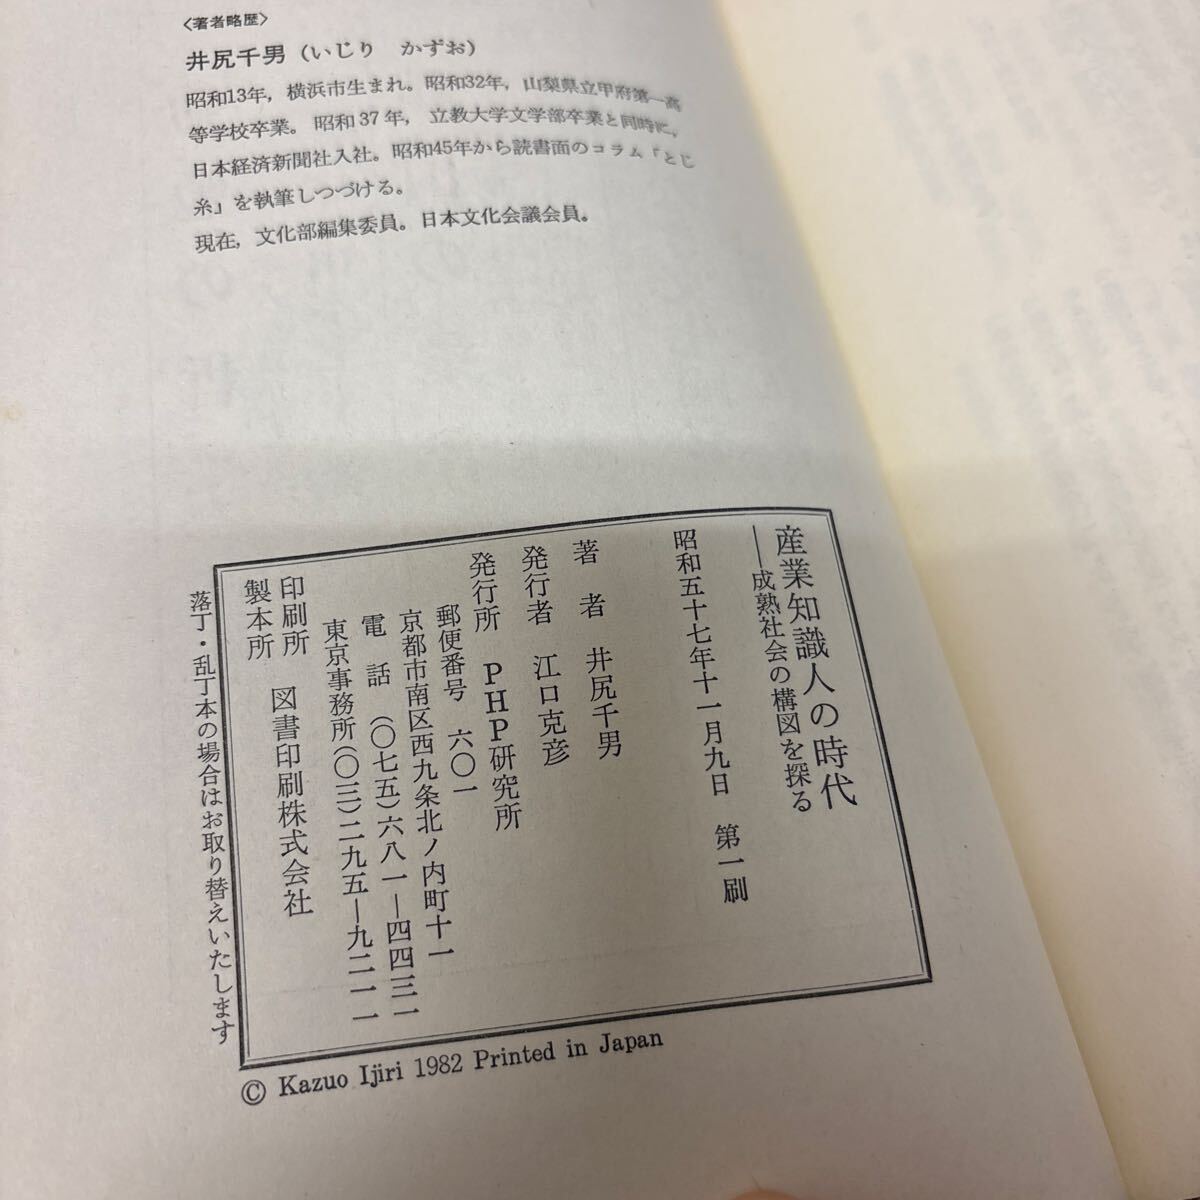 〈著者略歴〉
井尻千男（いじり　かずお）
昭和13年，横浜市生まれ。昭和32年，山梨県立甲府第一高
等学校卒業。昭和37年，立教大学文学部卒業と同時に，
日本経済新聞社入社。昭和45年から読書面のコラム「とじ
糸」を執筆しつづける。
現在，文化部編集委員。日本文化会議会員。
産業知識人の時代
――成熟社会の構図を探る
昭和五十七年十一月九日　第一刷
著　者　井尻千男
発行者　江口克彦
発行所　PHP研究所
郵便番号　六〇一
京都市南区西九条北ノ内町十一
電　話　（〇七五）六八一―四四三一
東京事務所（〇三）二九五―九二一一
印刷所
製本所　図書印刷株式会社
落丁・乱丁本の場合はお取り替えいたします
© Kazuo Ijiri 1982 Printed in Japan